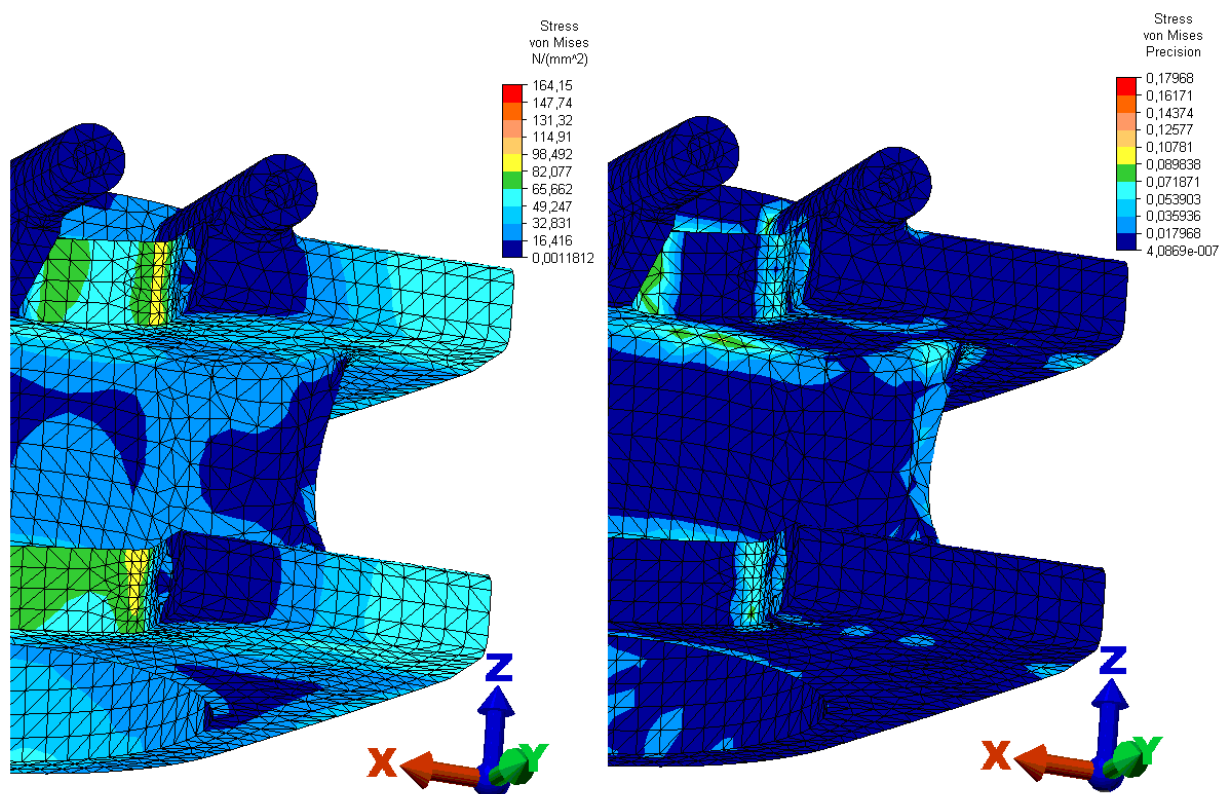 Stress
von Mises
N/(mm^2)
164,15
147,74
131,32
114,91
98,492
82,077
65,662
49,247
32,831
16,416
0,0011812
Z
X
Y
Stress
von Mises
Precision
0,17968
0,16171
0,14374
0,12577
0,10781
0,089838
0,071871
0,053903
0,035936
0,017968
4,0869e-007
Z
X
Y